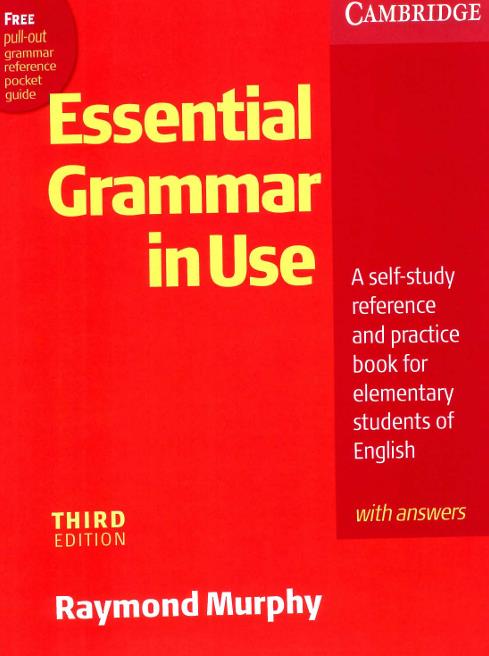 FREE
pull-out
grammar
reference
pocket
guide
CAMBRIDGE
Essential
Grammar
in Use
A self-study
reference
and practice
book for
elementary
students of
English
with answers
THIRD
EDITION
Raymond Murphy